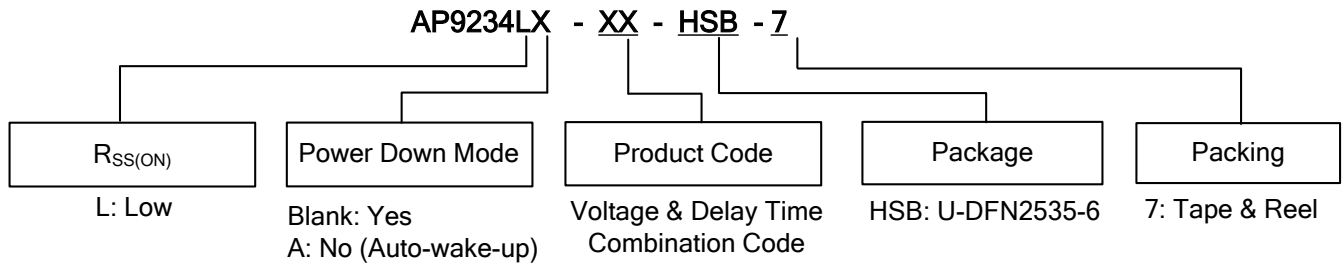 AP9234LX - XX - HSB - 7
RSS(ON)
L: Low
Power Down Mode
Blank: Yes
A: No (Auto-wake-up)
Product Code
Voltage & Delay Time
Combination Code
Package
HSB: U-DFN2535-6
Packing
7: Tape & Reel